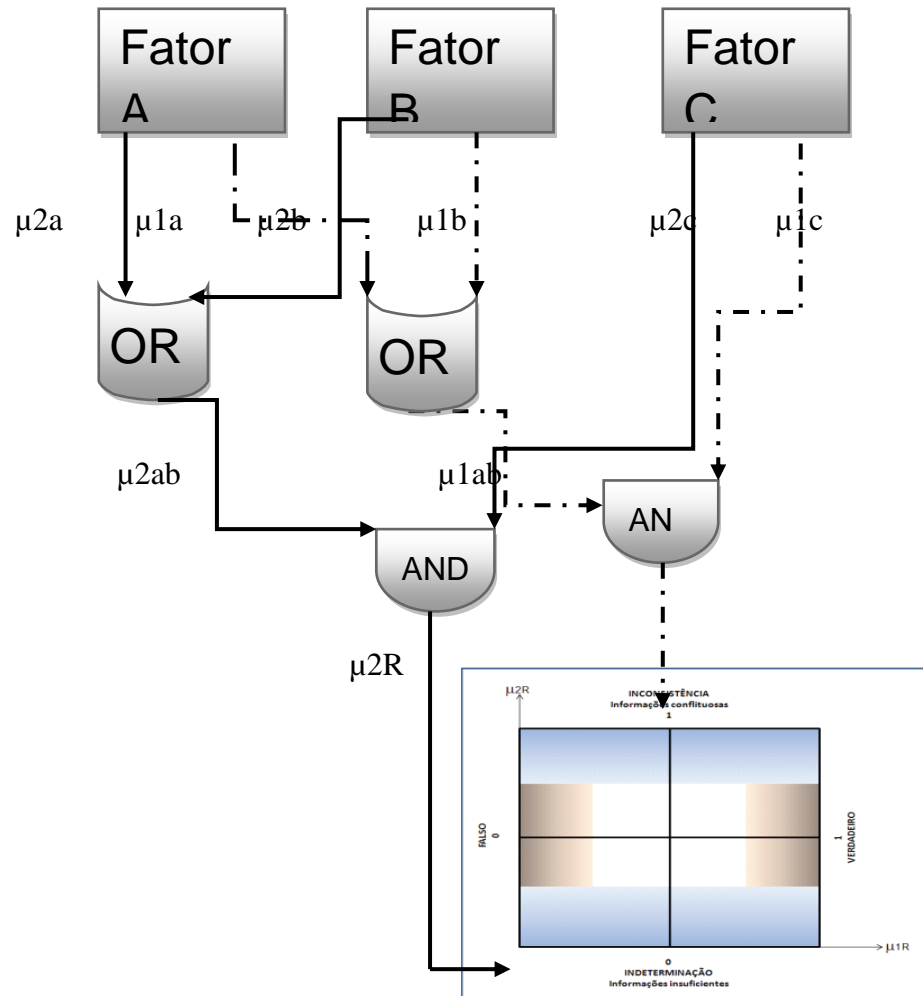 Fator
A
Fator
B
Fator
C
µ2a
µ1a
µ2b
µ1b
µ2c
µ1c
OR
OR
µ2ab
µ1ab
AN
AND
µ2R
µ2R
INCONSISTÊNCIA
Informações conflituosas
1
FALSO
0
1
VERDADEIRO
µ1R
0
INDETERMINAÇÃO
Informações insuficientes